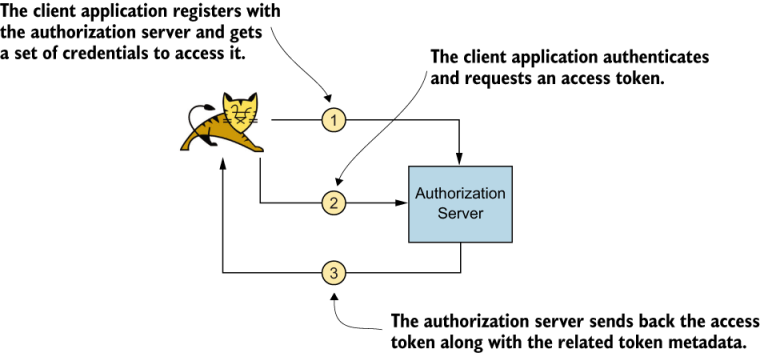 The client application registers with
the authorization server and gets
a set of credentials to access it.
The client application authenticates
and requests an access token.
1
Authorization
Server
2
3
The authorization server sends back the access
token along with the related token metadata.